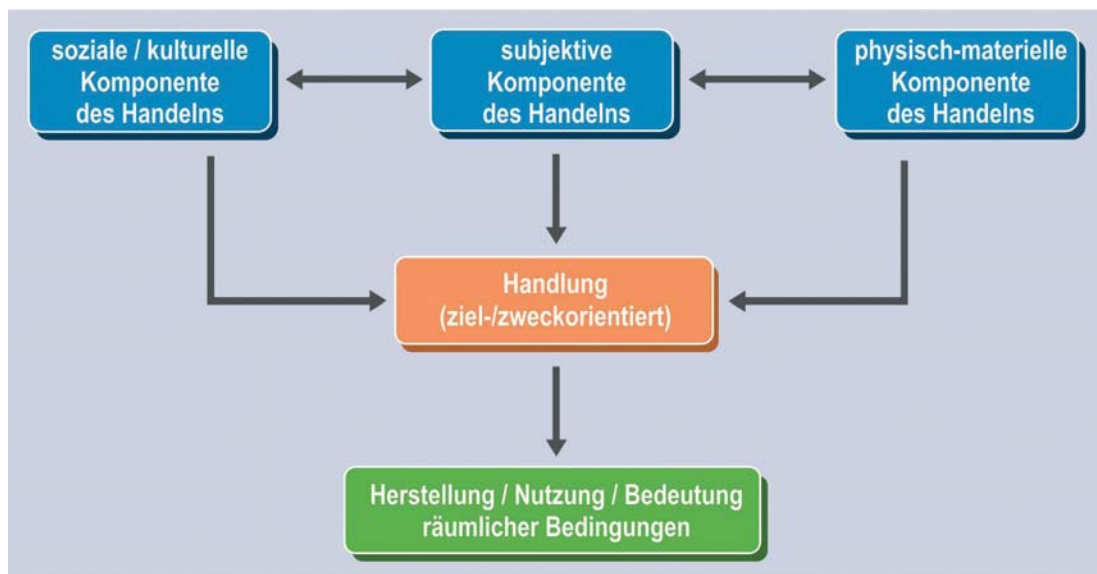 soziale / kulturelle
Komponente
des Handelns
subjektive
Komponente
des Handelns
physisch-materielle
Komponente
des Handelns
Handlung
(ziel-/zweckorientiert)
Herstellung / Nutzung / Bedeutung
räumlicher Bedingungen